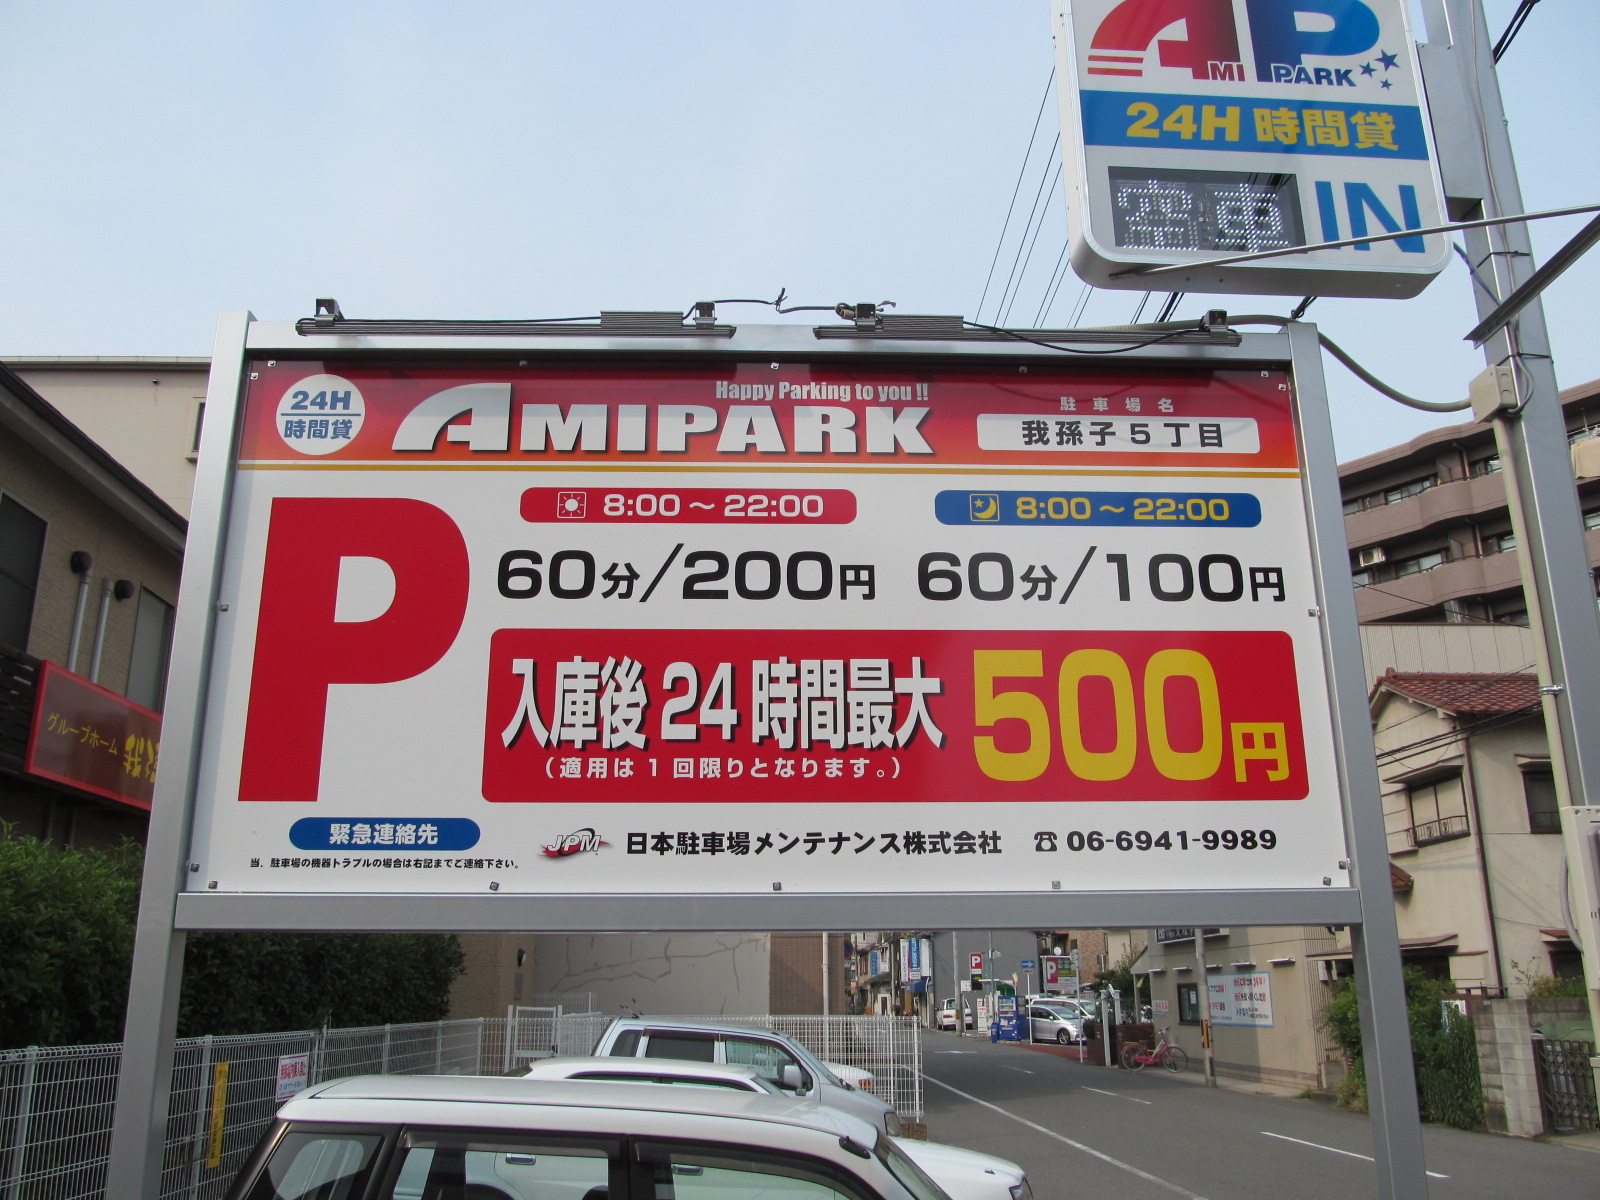 AMI PARK
24H 時間貸
空車 IN
24H
時間貸
Happy Parking to you !!
AMIPARK
駐車場名
我孫子5丁目
P
8:00～22:00
8:00～22:00
60分/200円
60分/100円
入庫後24時間最大 500円
(適用は1回限りとなります。)
緊急連絡先
当、駐車場の機器トラブルの場合は右記までご連絡下さい。
JPM 日本駐車場メンテナンス株式会社 ☎06-6941-9989
グループホーム
P
P